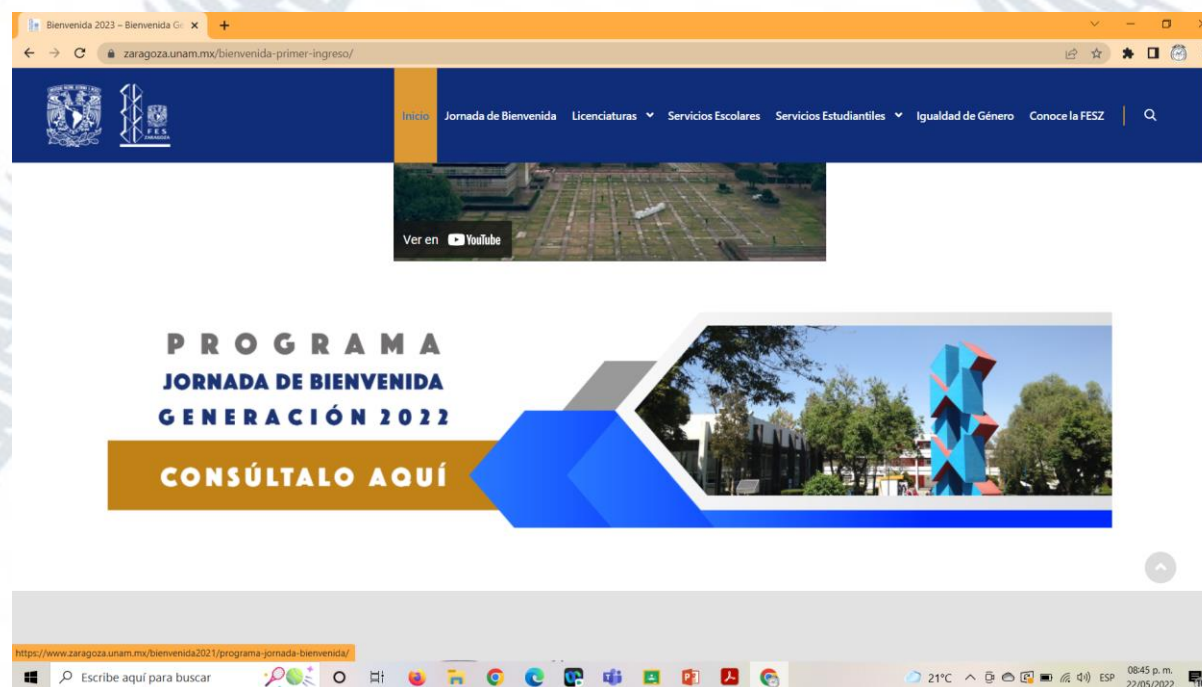 Bienvenida 2023 – Bienvenida Ge
zaragoza.unam.mx/bienvenida-primer-ingreso/
FES
ZARAGOZA
Inicio Jornada de Bienvenida Licenciaturas Servicios Escolares Servicios Estudiantiles Igualdad de Género Conoce la FESZ
Ver en YouTube
PROGRAMA
JORNADA DE BIENVENIDA
GENERACIÓN 2022
CONSÚLTALO AQUÍ
https://www.zaragoza.unam.mx/bienvenida2021/programa-jornada-bienvenida/
Escribe aquí para buscar
21°C ESP 08:45 p. m.
22/05/2022